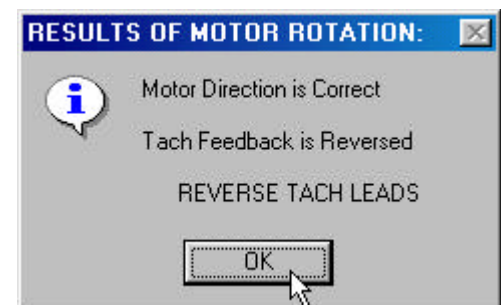 RESULTS OF MOTOR ROTATION:
Motor Direction is Correct
Tach Feedback is Reversed
REVERSE TACH LEADS
OK